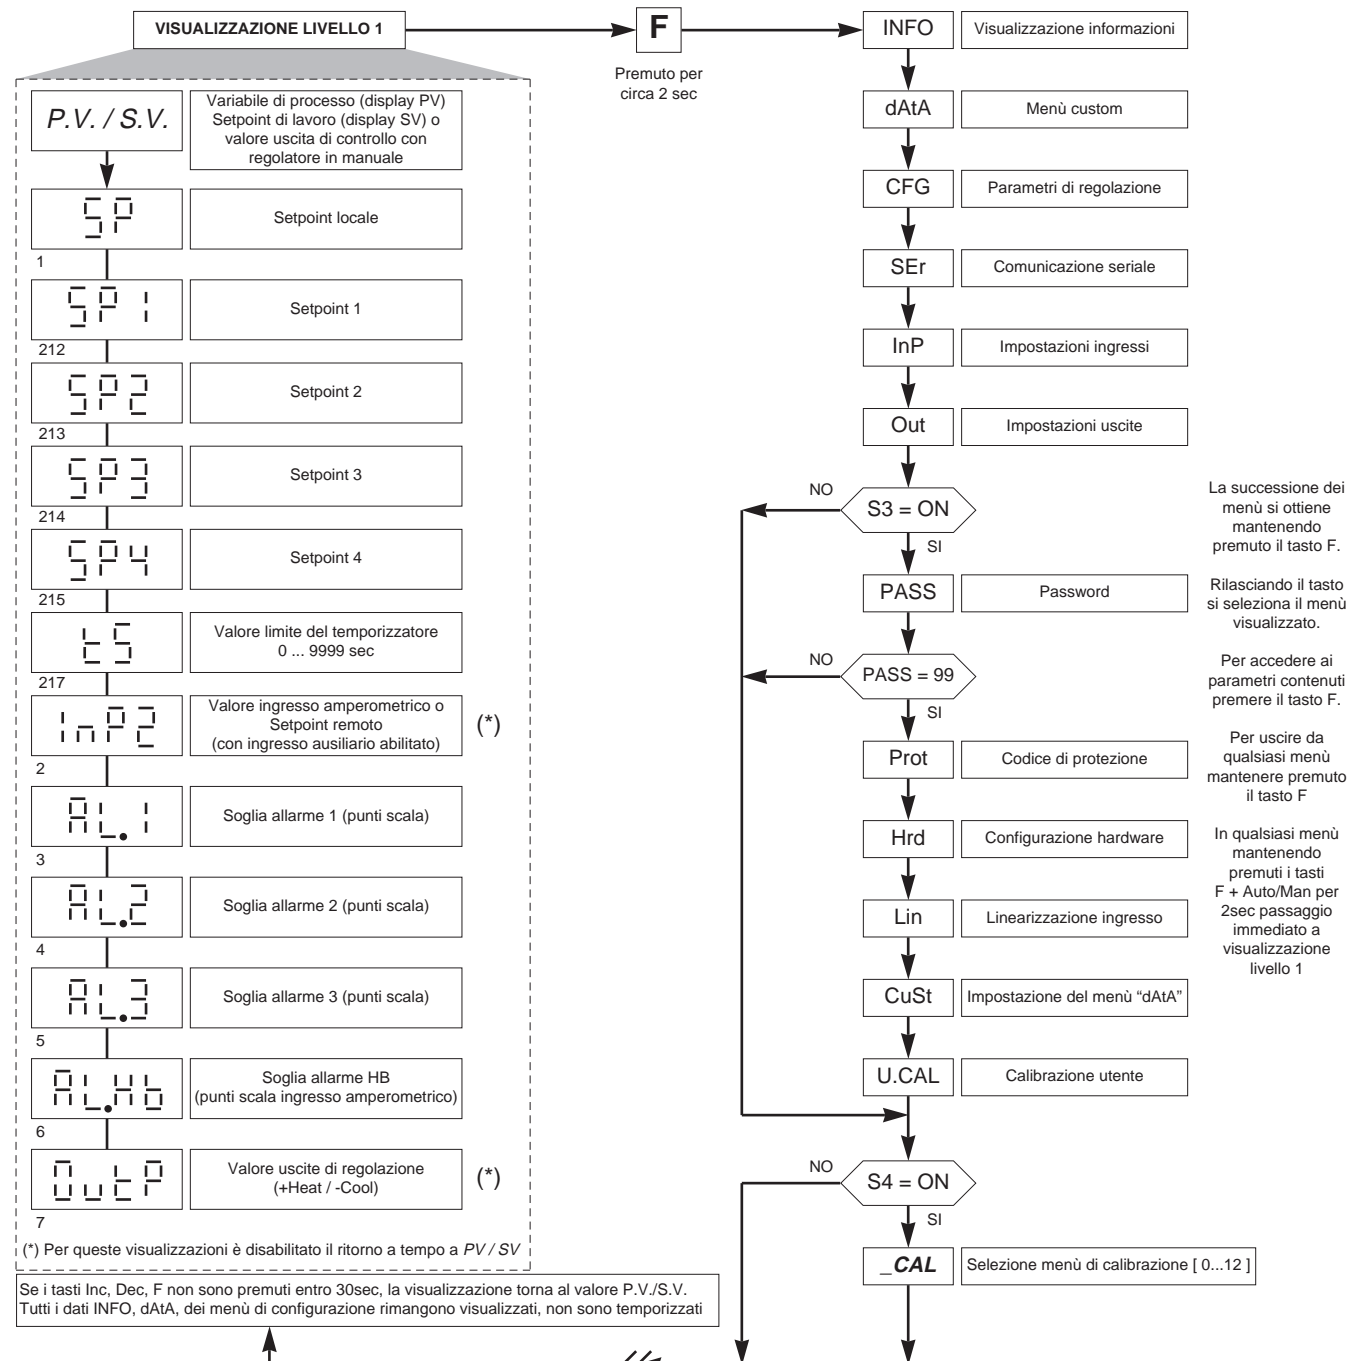 VISUALIZZAZIONE LIVELLO 1
F
Premuto per
circa 2 sec
P.V. / S.V.
Variabile di processo (display PV)
Setpoint di lavoro (display SV) o
valore uscita di controllo con
regolatore in manuale
SP
Setpoint locale
1
SP1
Setpoint 1
212
SP2
Setpoint 2
213
SP3
Setpoint 3
214
SP4
Setpoint 4
215
tS
Valore limite del temporizzatore
0 ... 9999 sec
217
InP2
Valore ingresso amperometrico o
Setpoint remoto
(con ingresso ausiliario abilitato)
(*)
2
AL.1
Soglia allarme 1 (punti scala)
3
AL.2
Soglia allarme 2 (punti scala)
4
AL.3
Soglia allarme 3 (punti scala)
5
AL.Hb
Soglia allarme HB
(punti scala ingresso amperometrico)
6
OutP
Valore uscite di regolazione
(+Heat / -Cool)
(*)
7
(*) Per queste visualizzazioni è disabilitato il ritorno a tempo a PV / SV
Se i tasti Inc, Dec, F non sono premuti entro 30sec, la visualizzazione torna al valore P.V./S.V.
Tutti i dati INFO, dAtA, dei menù di configurazione rimangono visualizzati, non sono temporizzati
INFO
Visualizzazione informazioni
dAtA
Menù custom
CFG
Parametri di regolazione
SEr
Comunicazione seriale
InP
Impostazioni ingressi
Out
Impostazioni uscite
NO
S3 = ON
SI
PASS
Password
NO
PASS = 99
SI
Prot
Codice di protezione
Hrd
Configurazione hardware
Lin
Linearizzazione ingresso
CuSt
Impostazione del menù “dAtA”
U.CAL
Calibrazione utente
NO
S4 = ON
SI
_CAL
Selezione menù di calibrazione [ 0...12 ]
La successione dei
menù si ottiene
mantenendo
premuto il tasto F.
Rilasciando il tasto
si seleziona il menù
visualizzato.
Per accedere ai
parametri contenuti
premere il tasto F.
Per uscire da
qualsiasi menù
mantenere premuto
il tasto F
In qualsiasi menù
mantenendo
premuti i tasti
F + Auto/Man per
2sec passaggio
immediato a
visualizzazione
livello 1